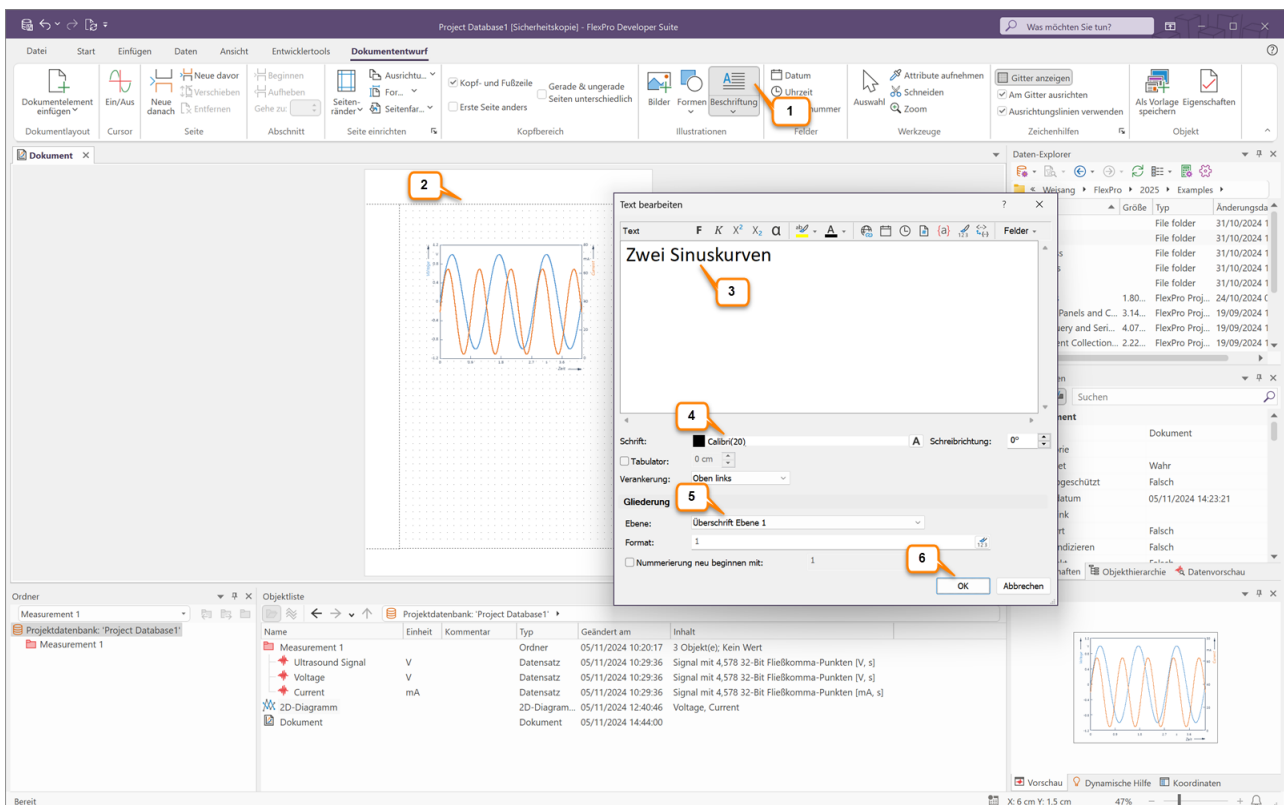 Project Database1 [Sicherheitskopie] - FlexPro Developer Suite
Was möchten Sie tun?
Datei Start Einfügen Daten Ansicht Entwicklertools Dokumententwurf
Dokumentelement einfügen
Dokumentlayout
Ein/Aus
Cursor
Neue danach
Neue davor
Verschieben
Entfernen
Seite
Beginnen
Aufheben
Gehe zu:
Abschnitt
Seiten-
ränder
Ausrichtu...
For...
Seitenfar...
Seite einrichten
Kopf- und Fußzeile
Erste Seite anders
Gerade & ungerade
Seiten unterschiedlich
Kopfbereich
Bilder Formen Beschriftung
Illustrationen
Datum
Uhrzeit
nummer
1
Felder
Auswahl
Attribute aufnehmen
Schneiden
Zoom
Werkzeuge
Gitter anzeigen
Am Gitter ausrichten
Ausrichtungslinien verwenden
Zeichenhilfen
Als Vorlage speichern
Eigenschaften
Objekt
Dokument
2
Text bearbeiten
Text F K X² X₂ α A {a} Felder
Zwei Sinuskurven
3
4
Schrift: Calibri(20) A Schreibrichtung: 0°
Tabulator: 0 cm
Verankerung: Oben links
Gliederung
5
Ebene: Überschrift Ebene 1
Format: 1
Nummerierung neu beginnen mit: 1
6
OK Abbrechen
Daten-Explorer
Weisang FlexPro 2025 Examples
Größe Typ Änderungsda
File folder 31/10/2024 1
File folder 31/10/2024 1
File folder 31/10/2024 1
File folder 31/10/2024 1
File folder 31/10/2024 1
1.80... FlexPro Proj... 24/10/2024
Panels and C... 3.14... FlexPro Proj... 19/09/2024 1
uery and Seri... 4.07... FlexPro Proj... 19/09/2024 1
ent Collection... 2.22... FlexPro Proj... 19/09/2024 1
Suchen
Dokument
Wahr
geschützt Falsch
05/11/2024 14:23:21
Falsch
ndizieren Falsch
haften Objekthierarchie Datenvorschau
Ordner
Measurement 1
Projektdatenbank: 'Project Database1'
Measurement 1
Objektliste
Projektdatenbank: 'Project Database1'
Name Einheit Kommentar Typ Geändert am Inhalt
Measurement 1 Ordner 05/11/2024 10:20:17 3 Objekt(e); Kein Wert
Ultrasound Signal V Datensatz 05/11/2024 10:29:36 Signal mit 4,578 32-Bit Fließkomma-Punkten [V, s]
Voltage V Datensatz 05/11/2024 10:29:36 Signal mit 4,578 32-Bit Fließkomma-Punkten [V, s]
Current mA Datensatz 05/11/2024 10:29:36 Signal mit 4,578 32-Bit Fließkomma-Punkten [mA, s]
2D-Diagramm 2D-Diagram... 05/11/2024 12:40:46 Voltage, Current
Dokument Dokument 05/11/2024 14:44:00
Vorschau Dynamische Hilfe Koordinaten
Bereit
X: 6 cm Y: 1,5 cm 47%